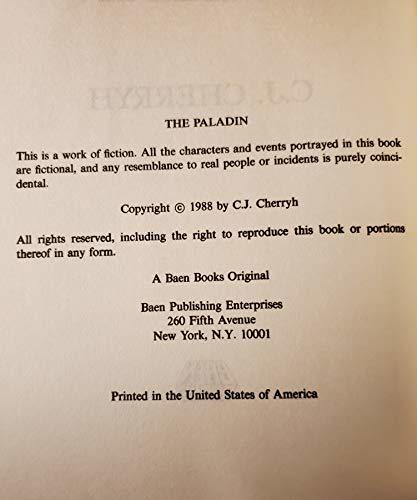 C.J. CHERRYH
THE PALADIN
This is a work of fiction. All the characters and events portrayed in this book
are fictional, and any resemblance to real people or incidents is purely coinci-
dental.
Copyright © 1988 by C.J. Cherryh
All rights reserved, including the right to reproduce this book or portions
thereof in any form.
A Baen Books Original
Baen Publishing Enterprises
260 Fifth Avenue
New York, N.Y. 10001
Printed in the United States of America